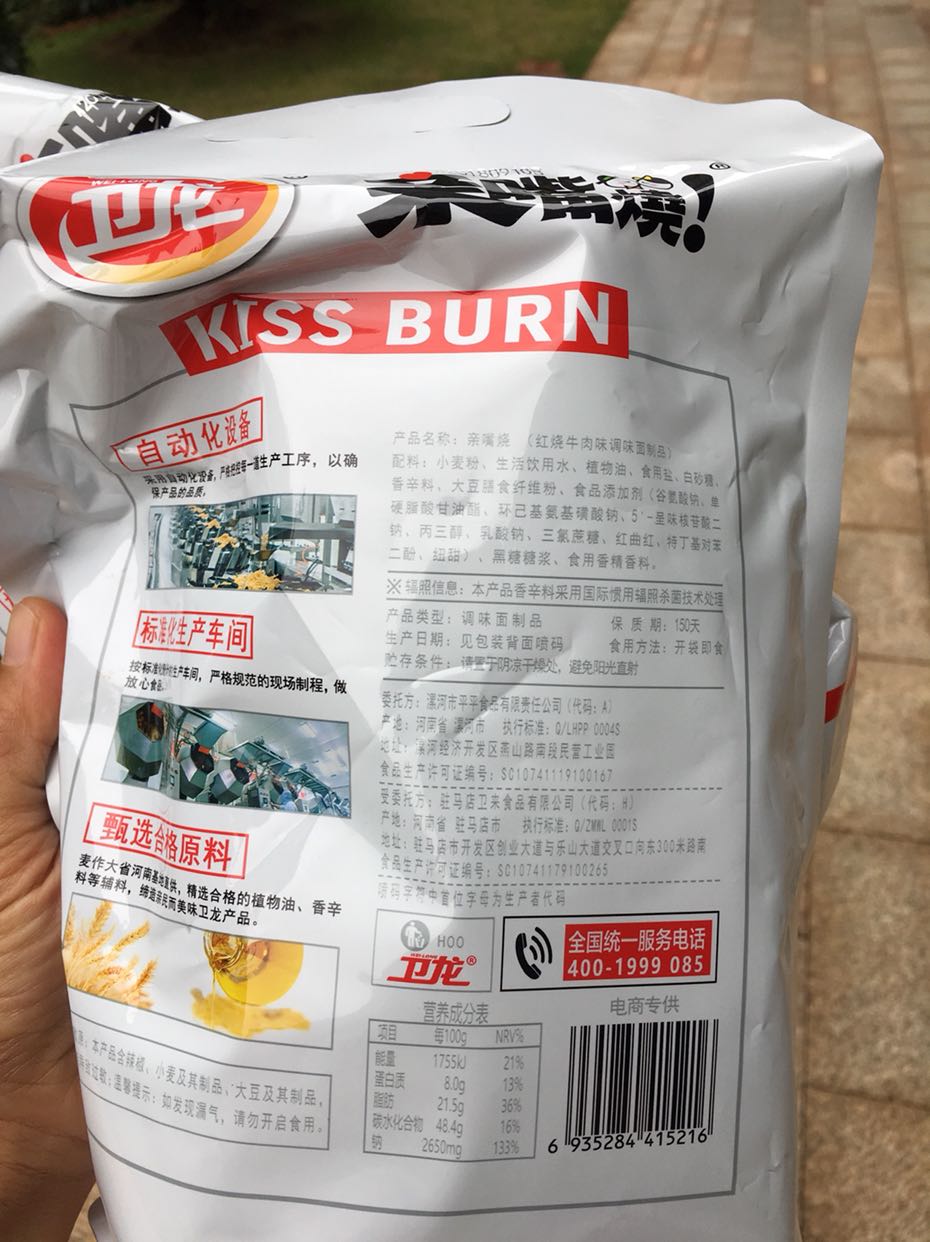 WEI-LONG
卫龙
亲嘴烧!®
KISS BURN
自动化设备
采用自动化设备,严格把控每一道生产工序,以确
保产品的品质。
标准化生产车间
生产车间,严格规范的现场制程,做
放心食品
甄选合格原料
麦作大省河南基地直供,精选合格的植物油、香辛
料等辅料,缔造亲民而美味卫龙产品。
本产品含辣椒、小麦及其制品、大豆及其制品,
过敏;温馨提示:如发现漏气,请勿开启食用。
产品名称:亲嘴烧 (红烧牛肉味调味面制品)
配料:小麦粉、生活饮用水、植物油、食用盐、白砂糖、
香辛料、大豆膳食纤维粉、食品添加剂(谷氨酸钠、单
硬脂酸甘油酯、环己基氨基磺酸钠、5'-呈味核苷酸二
钠、丙三醇、乳酸钠、三氯蔗糖、红曲红、特丁基对苯
二酚、纽甜)、黑糖糖浆、食用香精香料。
※ 辐照信息:本产品香辛料采用国际惯用辐照杀菌技术处理
产品类型:调味面制品 保 质 期:150天
生产日期:见包装背面喷码 食用方法:开袋即食
贮存条件:请置于阴凉干燥处,避免阳光直射
委托方:漯河市平平食品有限责任公司(代码:A)
产地:河南省 漯河市 执行标准:Q/LHPP 0004S
地址:漯河经济开发区燕山路南段民营工业园
食品生产许可证编号:SC10741119100167
受委托方:驻马店卫来食品有限公司(代码:H)
产地:河南省 驻马店市 执行标准:Q/ZMWL 0001S
地址:驻马店市开发区创业大道与乐山大道交叉口向东300米路南
食品生产许可证编号:SC10741179100265
喷码字符中首位字母为生产者代码
HOO
WEI-LONG
卫龙®
全国统一服务电话
400-1999 085
营养成分表
项目 每100g NRV%
能量 1755kJ 21%
蛋白质 8.0g 13%
脂肪 21.5g 36%
碳水化合物 48.4g 16%
钠 2650mg 133%
电商专供
6 935284 415216